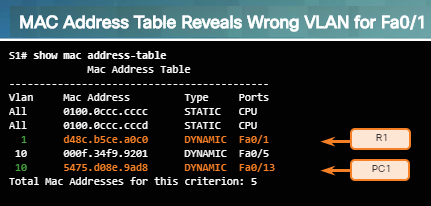 MAC Address Table Reveals Wrong VLAN for Fa0/1
S1# show mac address-table
Mac Address Table
-------------------------------------------
Vlan Mac Address Type Ports
All 0100.0ccc.cccc STATIC CPU
All 0100.0ccc.cccd STATIC CPU
1 d48c.b5ce.a0c0 DYNAMIC Fa0/1 R1
10 000f.34f9.9201 DYNAMIC Fa0/5
10 5475.d08e.9ad8 DYNAMIC Fa0/13 PC1
Total Mac Addresses for this criterion: 5